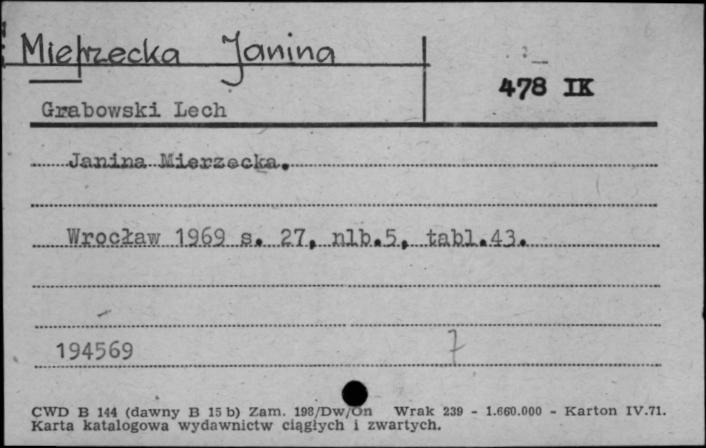 Mierzecka Janina
478 IK
Grabowski Lech
Janina Mierzecka.
Wrocław 1969 s. 27, nlb.5, tabl.43.
194569
7
CWD B 144 (dawny B 15 b) Zam. 198/Dw/On Wrak 239 - 1.660.000 - Karton IV.71.
Karta katalogowa wydawnictw ciągłych i zwartych.